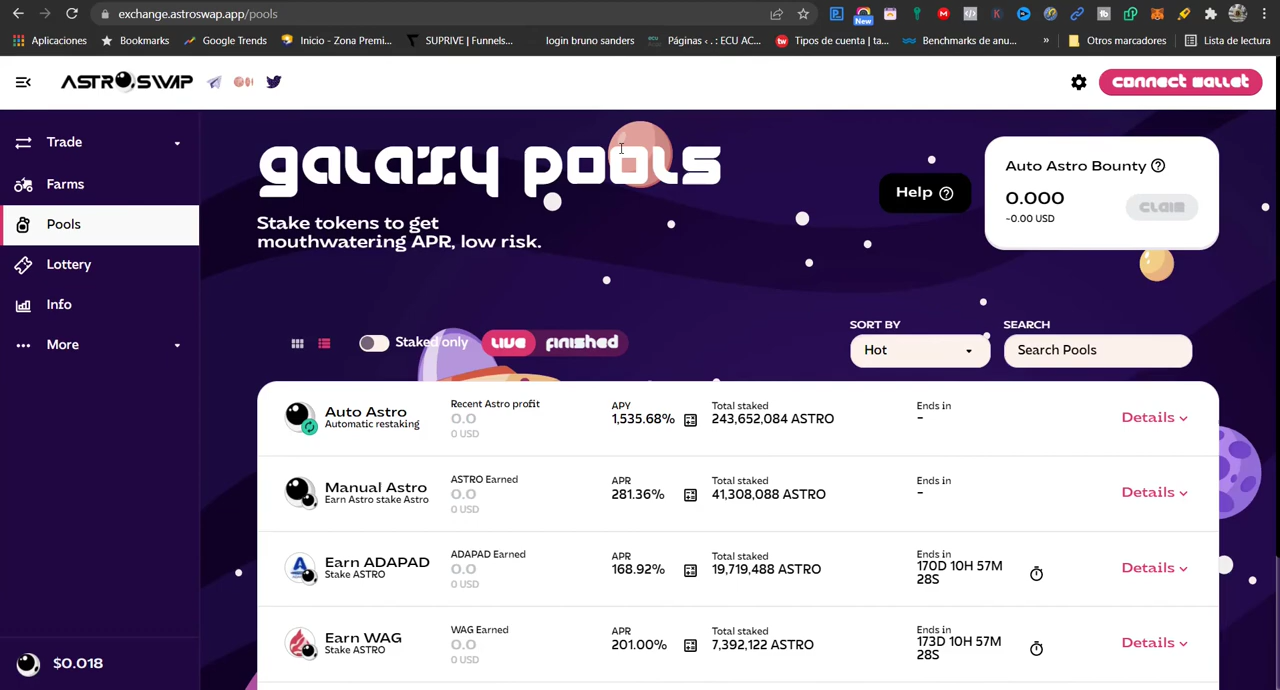 exchange.astroswap.app/pools
New
Aplicaciones
Bookmarks
Google Trends
Inicio - Zona Premi...
SUPRIVE | Funnels...
login bruno sanders
Páginas < . : ECU AC...
Tipos de cuenta | ta...
Benchmarks de anu...
»
Otros marcadores
Lista de lectura
ASTROSWAP
CONNECT WALLET
Trade
Farms
Pools
Lottery
Info
More
$0.018
GALAXY POOLS
Stake tokens to get
mouthwatering APR, low risk.
Help
Auto Astro Bounty
0.000
~0.00 USD
CLAIM
Staked only
LIVE
FINISHED
SORT BY
Hot
SEARCH
Search Pools
Auto Astro
Automatic restaking
Recent Astro profit
0.0
0 USD
APY
1,535.68%
Total staked
243,652,084 ASTRO
Ends in
-
Details
Manual Astro
Earn Astro stake Astro
ASTRO Earned
0.0
0 USD
APR
281.36%
Total staked
41,308,088 ASTRO
Ends in
-
Details
Earn ADAPAD
Stake ASTRO
ADAPAD Earned
0.0
0 USD
APR
168.92%
Total staked
19,719,488 ASTRO
Ends in
170D 10H 57M
28S
Details
Earn WAG
Stake ASTRO
WAG Earned
0.0
0 USD
APR
201.00%
Total staked
7,392,122 ASTRO
Ends in
173D 10H 57M
28S
Details